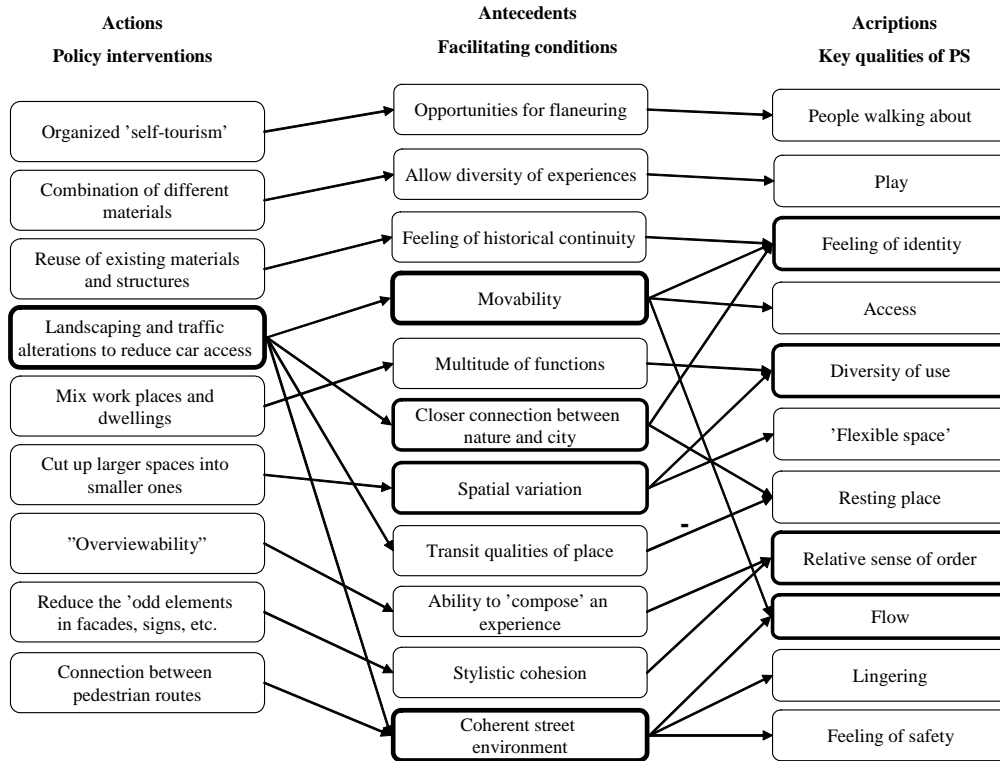 Actions
Policy interventions
Antecedents
Facilitating conditions
Acriptions
Key qualities of PS
Organized ’self-tourism’
Combination of different
materials
Reuse of existing materials
and structures
Landscaping and traffic
alterations to reduce car access
Mix work places and
dwellings
Cut up larger spaces into
smaller ones
”Overviewability”
Reduce the ’odd elements
in facades, signs, etc.
Connection between
pedestrian routes
Opportunities for flaneuring
Allow diversity of experiences
Feeling of historical continuity
Movability
Multitude of functions
Closer connection between
nature and city
Spatial variation
Transit qualities of place
Ability to ’compose’ an
experience
Stylistic cohesion
Coherent street
environment
-
People walking about
Play
Feeling of identity
Access
Diversity of use
’Flexible space’
Resting place
Relative sense of order
Flow
Lingering
Feeling of safety